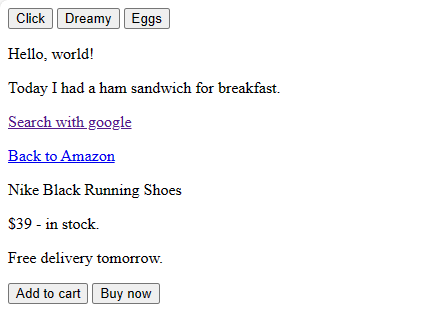 Click Dreamy Eggs
Hello, world!
Today I had a ham sandwich for breakfast.
Search with google
Back to Amazon
Nike Black Running Shoes
$39 - in stock.
Free delivery tomorrow.
Add to cart Buy now